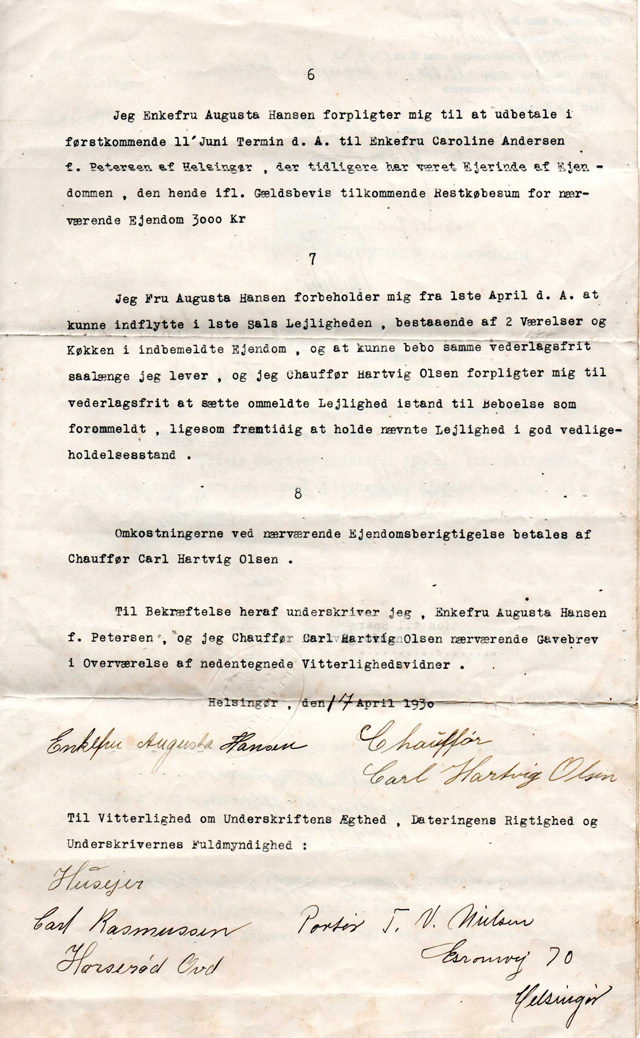 6
Jeg Enkefru Augusta Hansen forpligter mig til at udbetale i
førstkommende 11' Juni Termin d. A. til Enkefru Caroline Andersen
f. Petersen af Helsingør , der tidligere har været Ejerinde af Ejen -
dommen , den hende ifl. Gældsbevis tilkommende Restkøbesum for nær-
værende Ejendom 3000 Kr
7
Jeg Fru Augusta Hansen forbeholder mig fra 1ste April d. A. at
kunne indflytte i 1ste Sals Lejligheden , bestaaende af 2 Værelser og
Køkken i indbemeldte Ejendom , og at kunne bebo samme vederlagsfrit
saalænge jeg lever , og jeg Chauffør Hartvig Olsen forpligter mig til
vederlagsfrit at sætte ommeldte Lejlighed istand til Beboelse som
forommeldt , ligesom fremtidig at holde nævnte Lejlighed i god vedlige-
holdelsesstand .
8
Omkostningerne ved nærværende Ejendomsberigtigelse betales af
Chauffør Carl Hartvig Olsen .
Til Bekræftelse heraf underskriver jeg , Enkefru Augusta Hansen
f. Petersen , og jeg Chauffør Carl Hartvig Olsen nærværende Gavebrev
i Overværelse af nedentegnede Vitterlighedsvidner .
Helsingør , den 17 April 1930
Enkefru Augusta Hansen Chauffør
Carl Hartvig Olsen
Til Vitterlighed om Underskriftens Ægthed , Dateringens Rigtighed og
Underskrivernes Fuldmyndighed :
Husejer
Carl Rasmussen Portør T. V. Nielsen
Horserød Ovd Esromvej 70
Helsingør